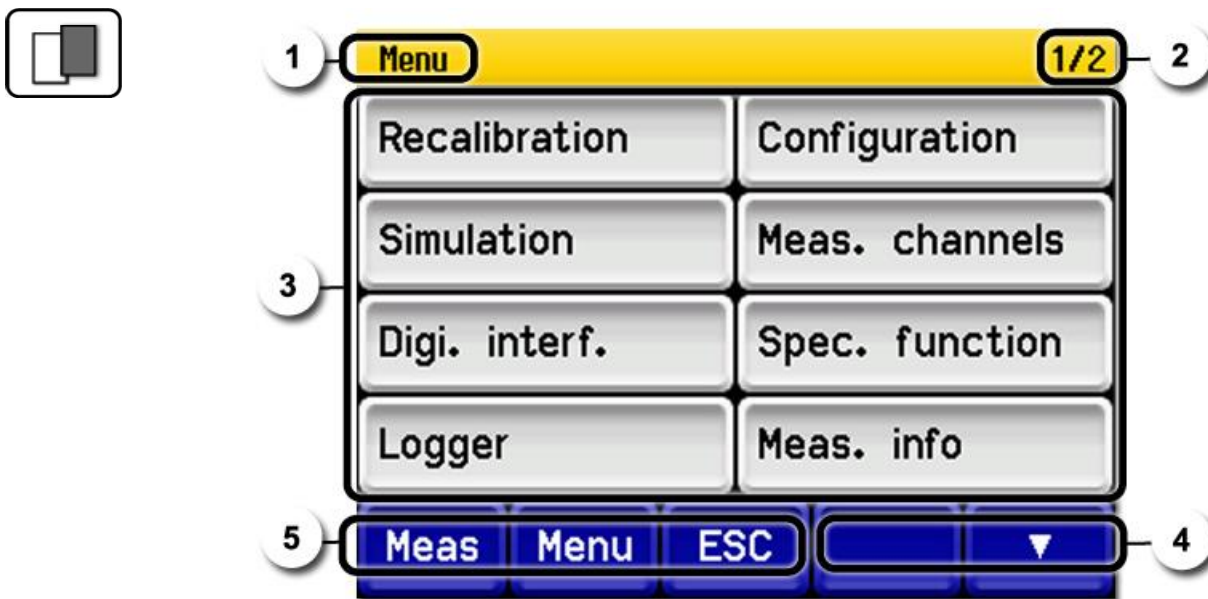 1 Menu 1/2 2
Recalibration Configuration
Simulation Meas. channels
3
Digi. interf. Spec. function
Logger Meas. info
5 Meas Menu ESC ▼ 4